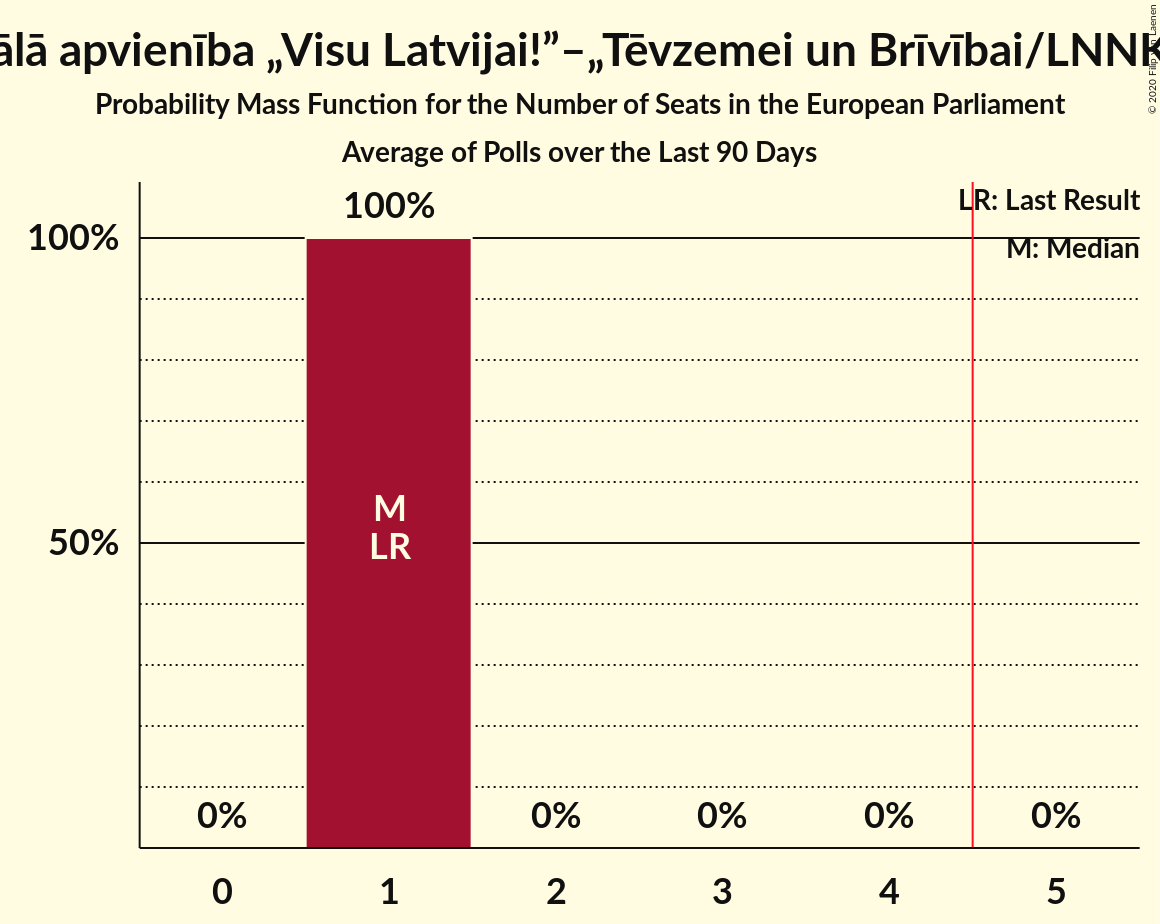 ālā apvienība „Visu Latvijai!”–„Tēvzemei un Brīvībai/LNNK
Probability Mass Function for the Number of Seats in the European Parliament
Average of Polls over the Last 90 Days
© 2020 Filip van Laenen
LR: Last Result
M: Median
100%
100%
50%
M
LR
0%
0%
0%
0%
0%
0
1
2
3
4
5